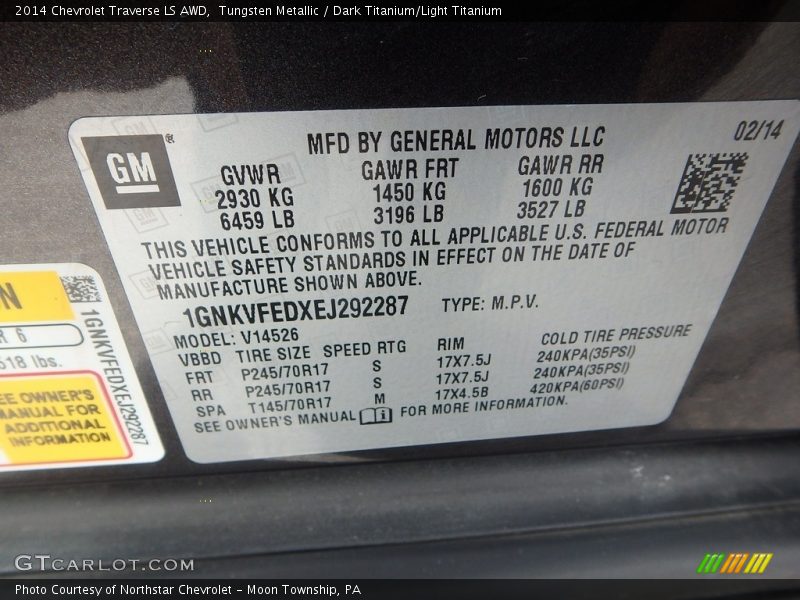 2014 Chevrolet Traverse LS AWD,  Tungsten Metallic / Dark Titanium/Light Titanium
GM ®
MFD BY GENERAL MOTORS LLC
02/14
GVWR GAWR FRT GAWR RR
2930 KG 1450 KG 1600 KG
6459 LB 3196 LB 3527 LB
THIS VEHICLE CONFORMS TO ALL APPLICABLE U.S. FEDERAL MOTOR
VEHICLE SAFETY STANDARDS IN EFFECT ON THE DATE OF
MANUFACTURE SHOWN ABOVE.
1GNKVFEDXEJ292287 TYPE: M.P.V.
MODEL: V14526
VBBD TIRE SIZE SPEED RTG RIM COLD TIRE PRESSURE
FRT P245/70R17 S 17X7.5J 240KPA(35PSI)
RR P245/70R17 S 17X7.5J 240KPA(35PSI)
SPA T145/70R17 M 17X4.5B 420KPA(60PSI)
SEE OWNER'S MANUAL FOR MORE INFORMATION.
N
R 6
518 lbs.
EE OWNER'S
MANUAL FOR
ADDITIONAL
INFORMATION
1GNKVFEDXEJ292287
GTCARLOT.COM
Photo Courtesy of Northstar Chevrolet - Moon Township, PA